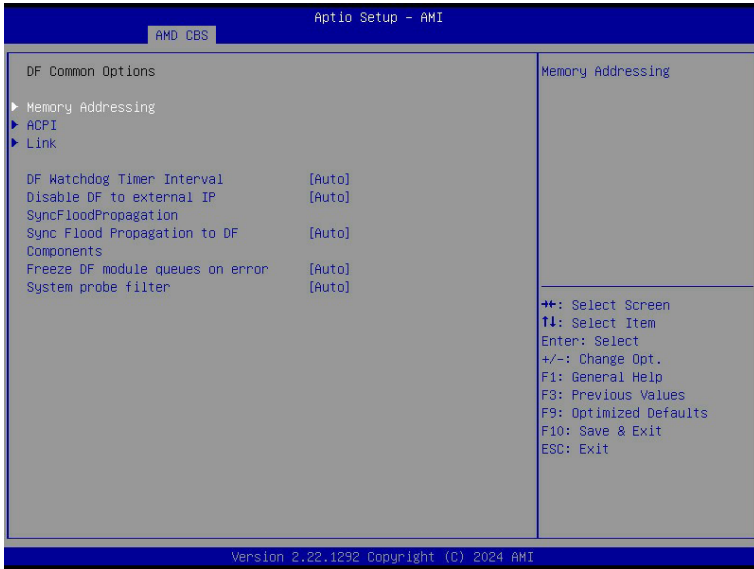 Aptio Setup - AMI
AMD CBS
DF Common Options
Memory Addressing
ACPI
Link
DF Watchdog Timer Interval [Auto]
Disable DF to external IP [Auto]
SyncFloodPropagation
Sync Flood Propagation to DF [Auto]
Components
Freeze DF module queues on error [Auto]
System probe filter [Auto]
Memory Addressing
→←: Select Screen
↑↓: Select Item
Enter: Select
+/-: Change Opt.
F1: General Help
F3: Previous Values
F9: Optimized Defaults
F10: Save & Exit
ESC: Exit
Version 2.22.1292 Copyright (C) 2024 AMI